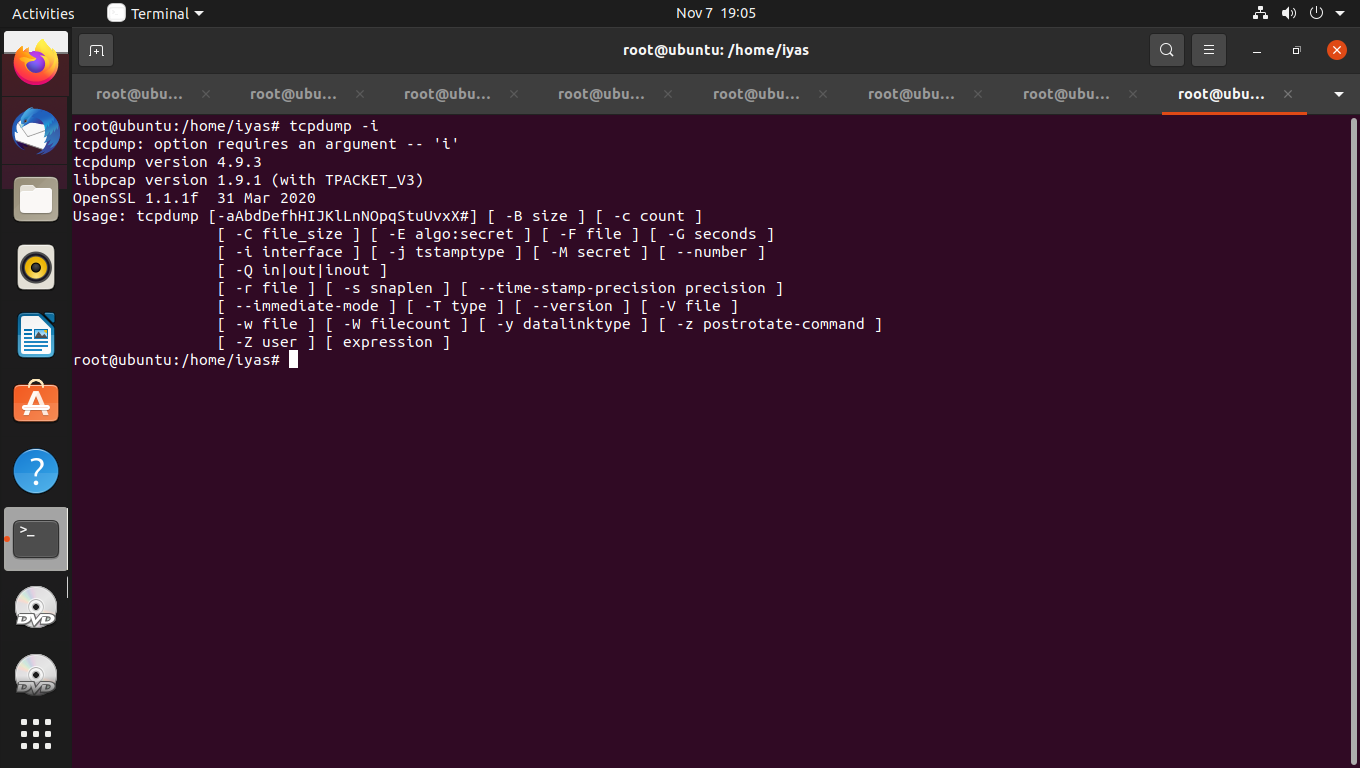 Activities Terminal Nov 7 19:05
root@ubuntu: /home/iyas
root@ubu... root@ubu... root@ubu... root@ubu... root@ubu... root@ubu... root@ubu... root@ubu...
root@ubuntu:/home/iyas# tcpdump -i
tcpdump: option requires an argument -- 'i'
tcpdump version 4.9.3
libpcap version 1.9.1 (with TPACKET_V3)
OpenSSL 1.1.1f  31 Mar 2020
Usage: tcpdump [-aAbdDefhHIJKlLnNOpqStuUvxX#] [ -B size ] [ -c count ]
[ -C file_size ] [ -E algo:secret ] [ -F file ] [ -G seconds ]
[ -i interface ] [ -j tstamptype ] [ -M secret ] [ --number ]
[ -Q in|out|inout ]
[ -r file ] [ -s snaplen ] [ --time-stamp-precision precision ]
[ --immediate-mode ] [ -T type ] [ --version ] [ -V file ]
[ -w file ] [ -W filecount ] [ -y datalinktype ] [ -z postrotate-command ]
[ -Z user ] [ expression ]
root@ubuntu:/home/iyas#
?
>_
DVD
DVD